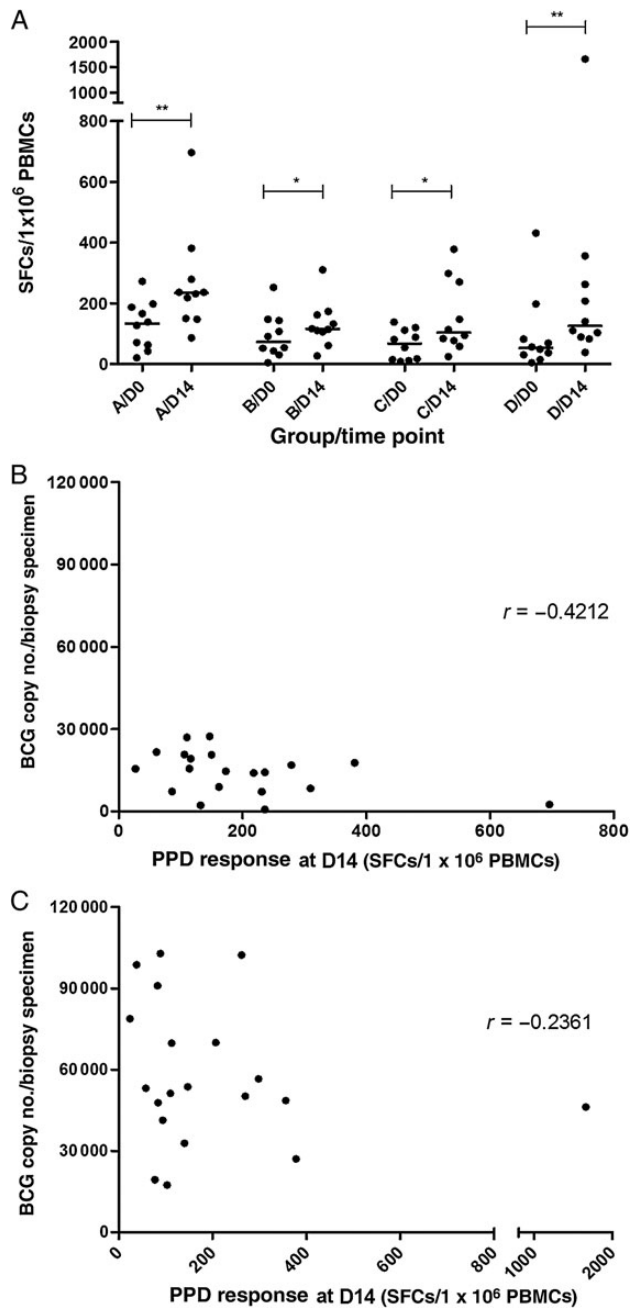 A
2000
1500
1000
800
600
400
200
0
SFCs/1x10⁶ PBMCs
** * * **
A/D0 A/D14 B/D0 B/D14 C/D0 C/D14 D/D0 D/D14
Group/time point
B
120 000
90 000
60 000
30 000
0
BCG copy no./biopsy specimen
r = −0.4212
0 200 400 600 800
PPD response at D14 (SFCs/1 x 10⁶ PBMCs)
C
120 000
90 000
60 000
30 000
0
BCG copy no./biopsy specimen
r = −0.2361
0 200 400 600 800 1000 2000
PPD response at D14 (SFCs/1 x 10⁶ PBMCs)